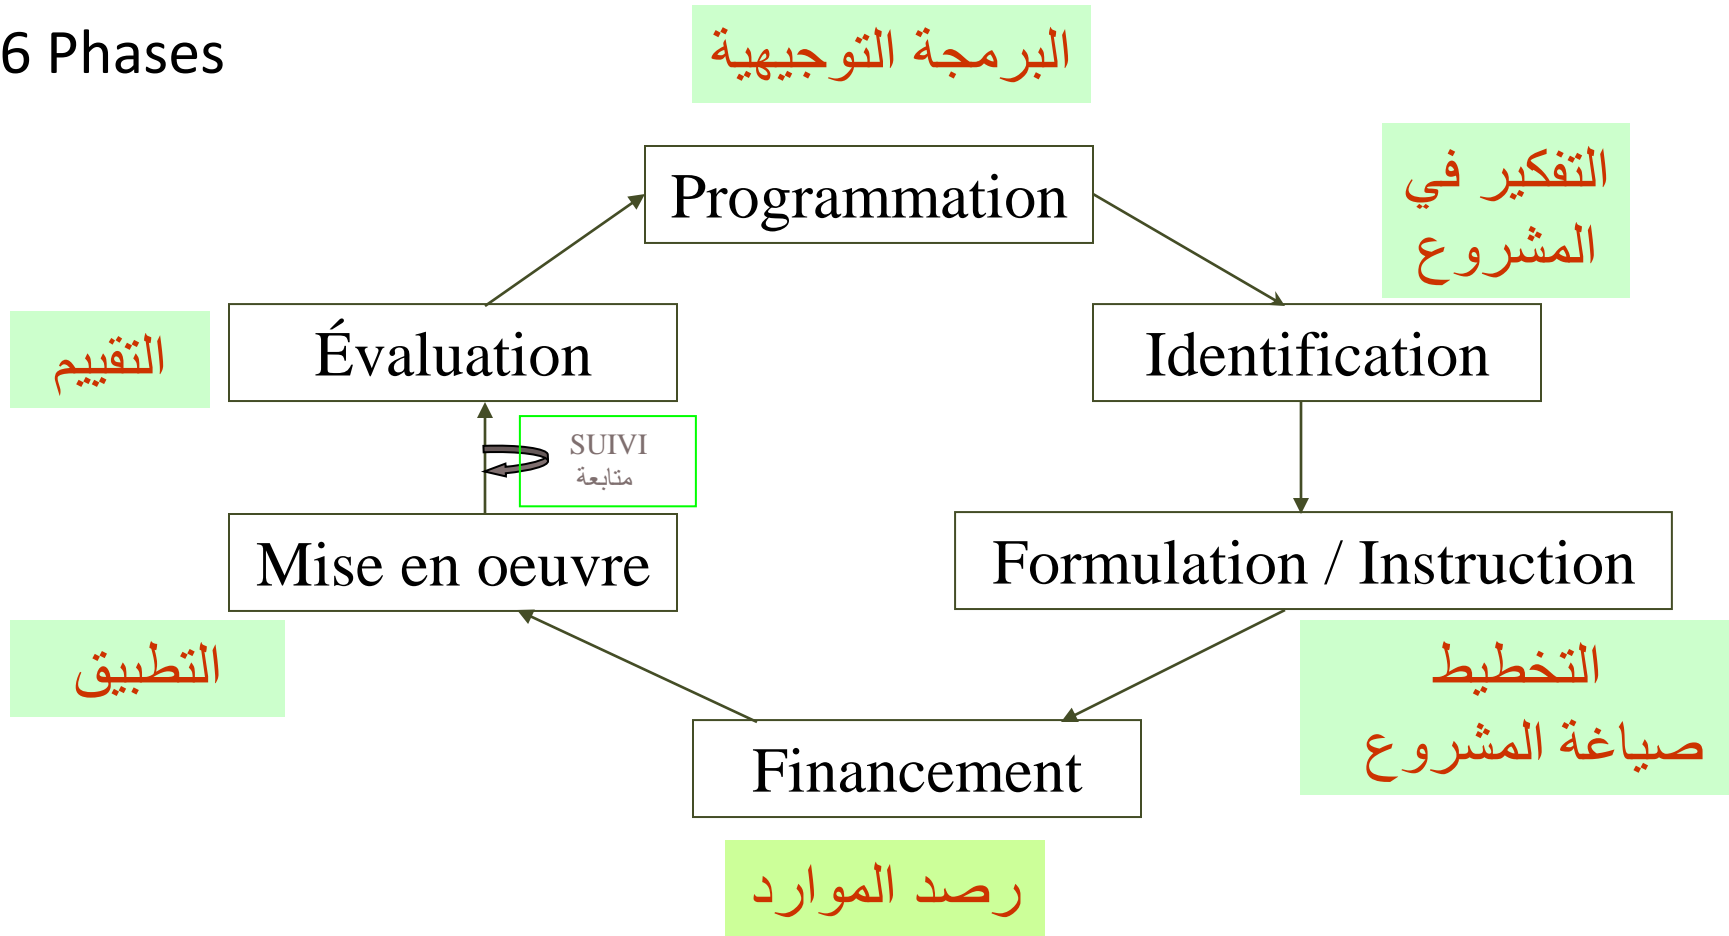 6 Phases
البرمجة التوجيهية
Programmation
التفكير في
المشروع
Évaluation
Identification
التقييم
SUIVI
متابعة
Mise en oeuvre
Formulation / Instruction
التطبيق
التخطيط
صياغة المشروع
Financement
رصد الموارد